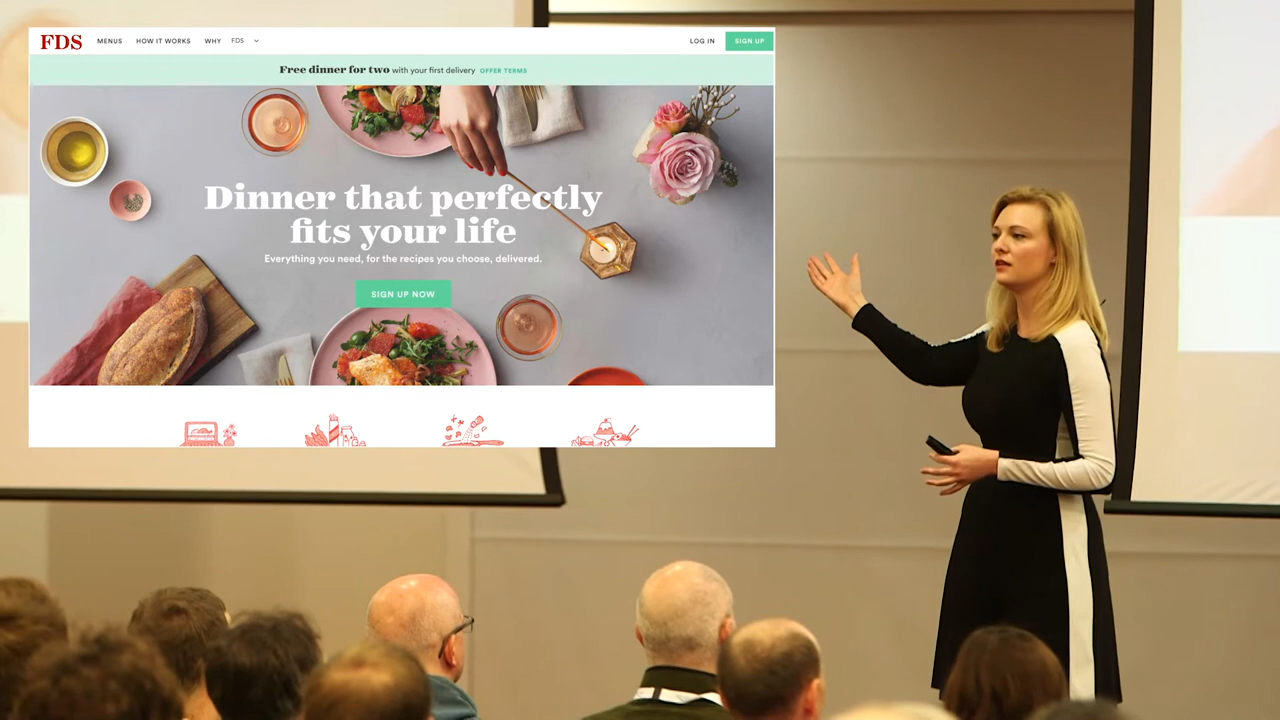 FDS MENUS HOW IT WORKS WHY FDS LOG IN SIGN UP
Free dinner for two with your first delivery OFFER TERMS
Dinner that perfectly
fits your life
Everything you need, for the recipes you choose, delivered.
SIGN UP NOW